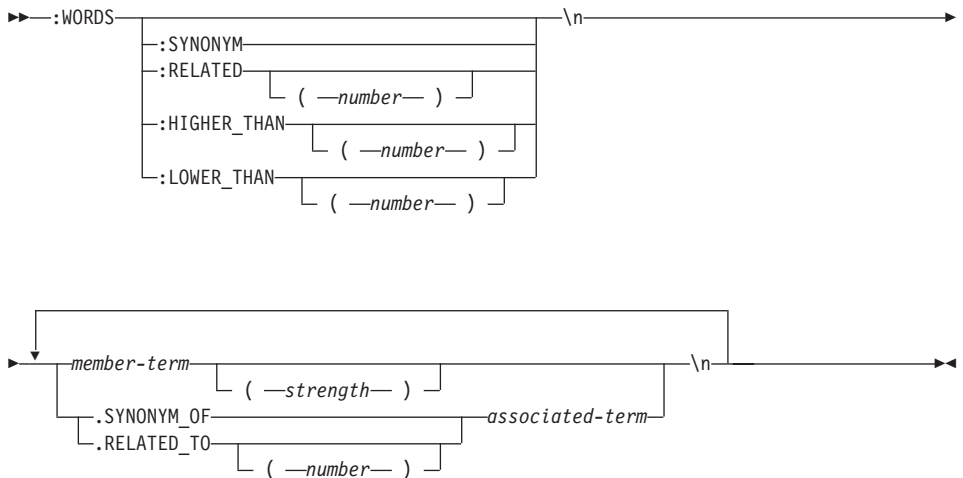 :WORDS \n
:SYNONYM
:RELATED
( number )
:HIGHER_THAN
( number )
:LOWER_THAN
( number )
member-term \n
( strength )
.SYNONYM_OF associated-term
.RELATED_TO
( number )